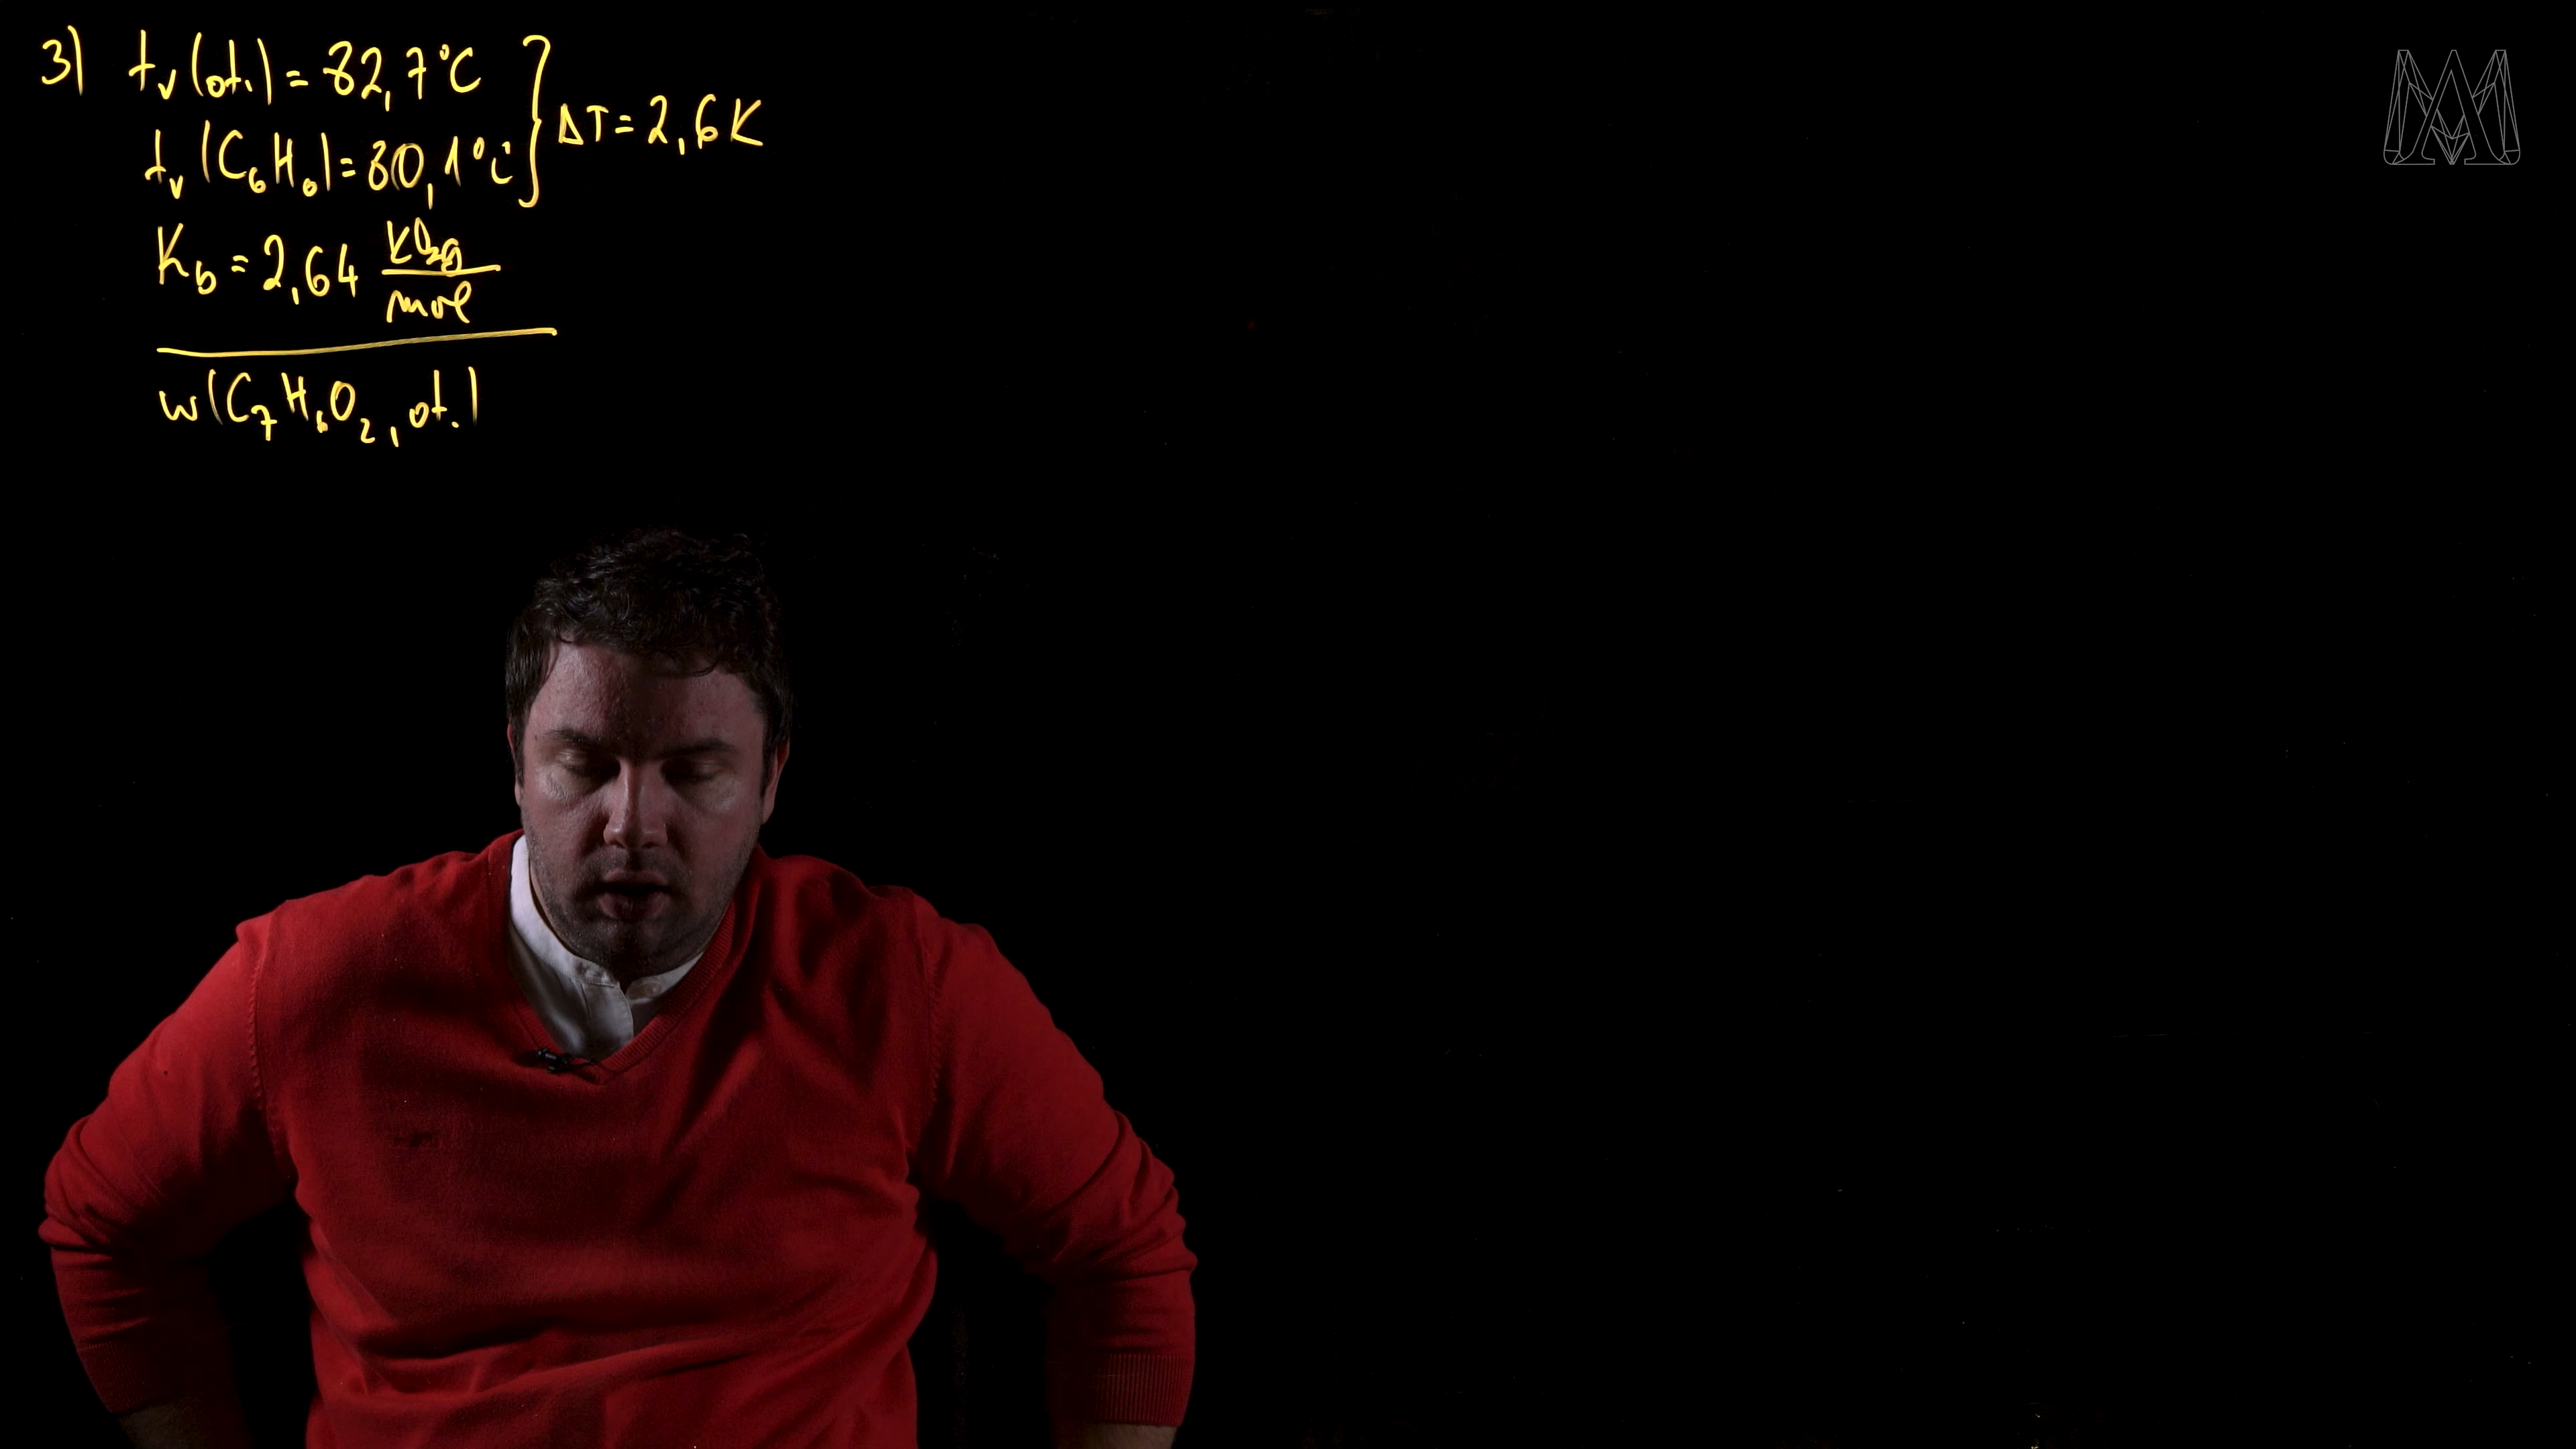 3) tv(ot.) = 82,7°C
tv(C6H6) = 80,1°C
ΔT = 2,6 K
Kb = 2,64 K kg / mol
w(C7H6O2, ot.)